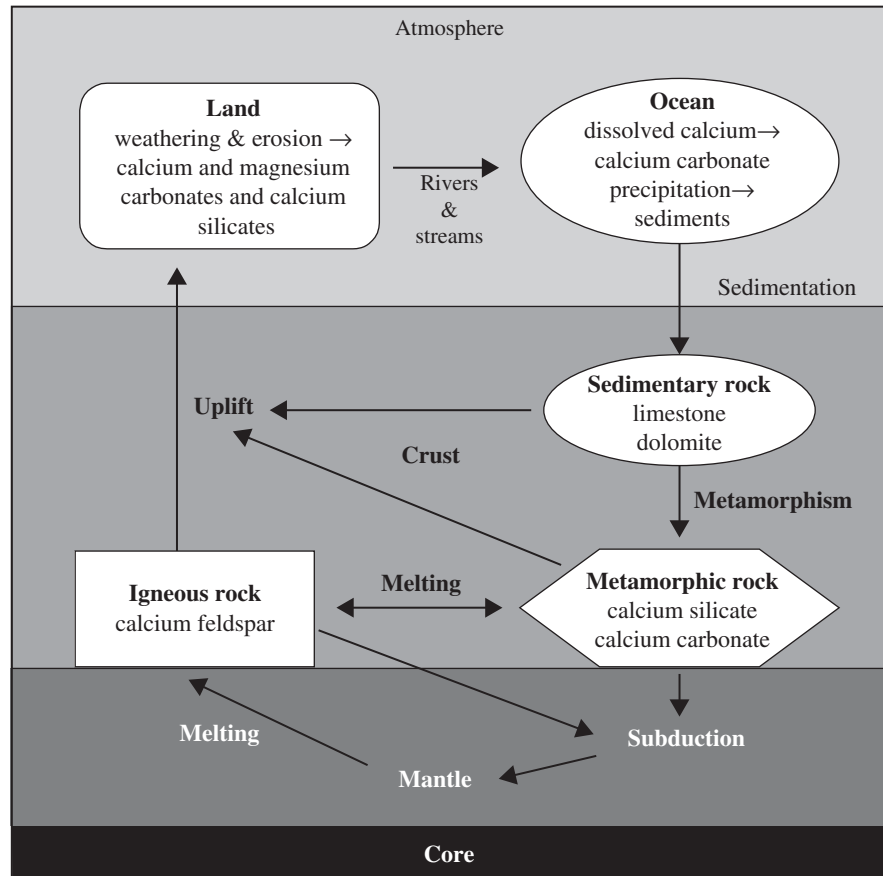 Atmosphere
Land
weathering & erosion →
calcium and magnesium
carbonates and calcium
silicates
Rivers
&
streams
Ocean
dissolved calcium→
calcium carbonate
precipitation→
sediments
Sedimentation
Sedimentary rock
limestone
dolomite
Uplift
Crust
Metamorphism
Igneous rock
calcium feldspar
Melting
Metamorphic rock
calcium silicate
calcium carbonate
Melting
Subduction
Mantle
Core